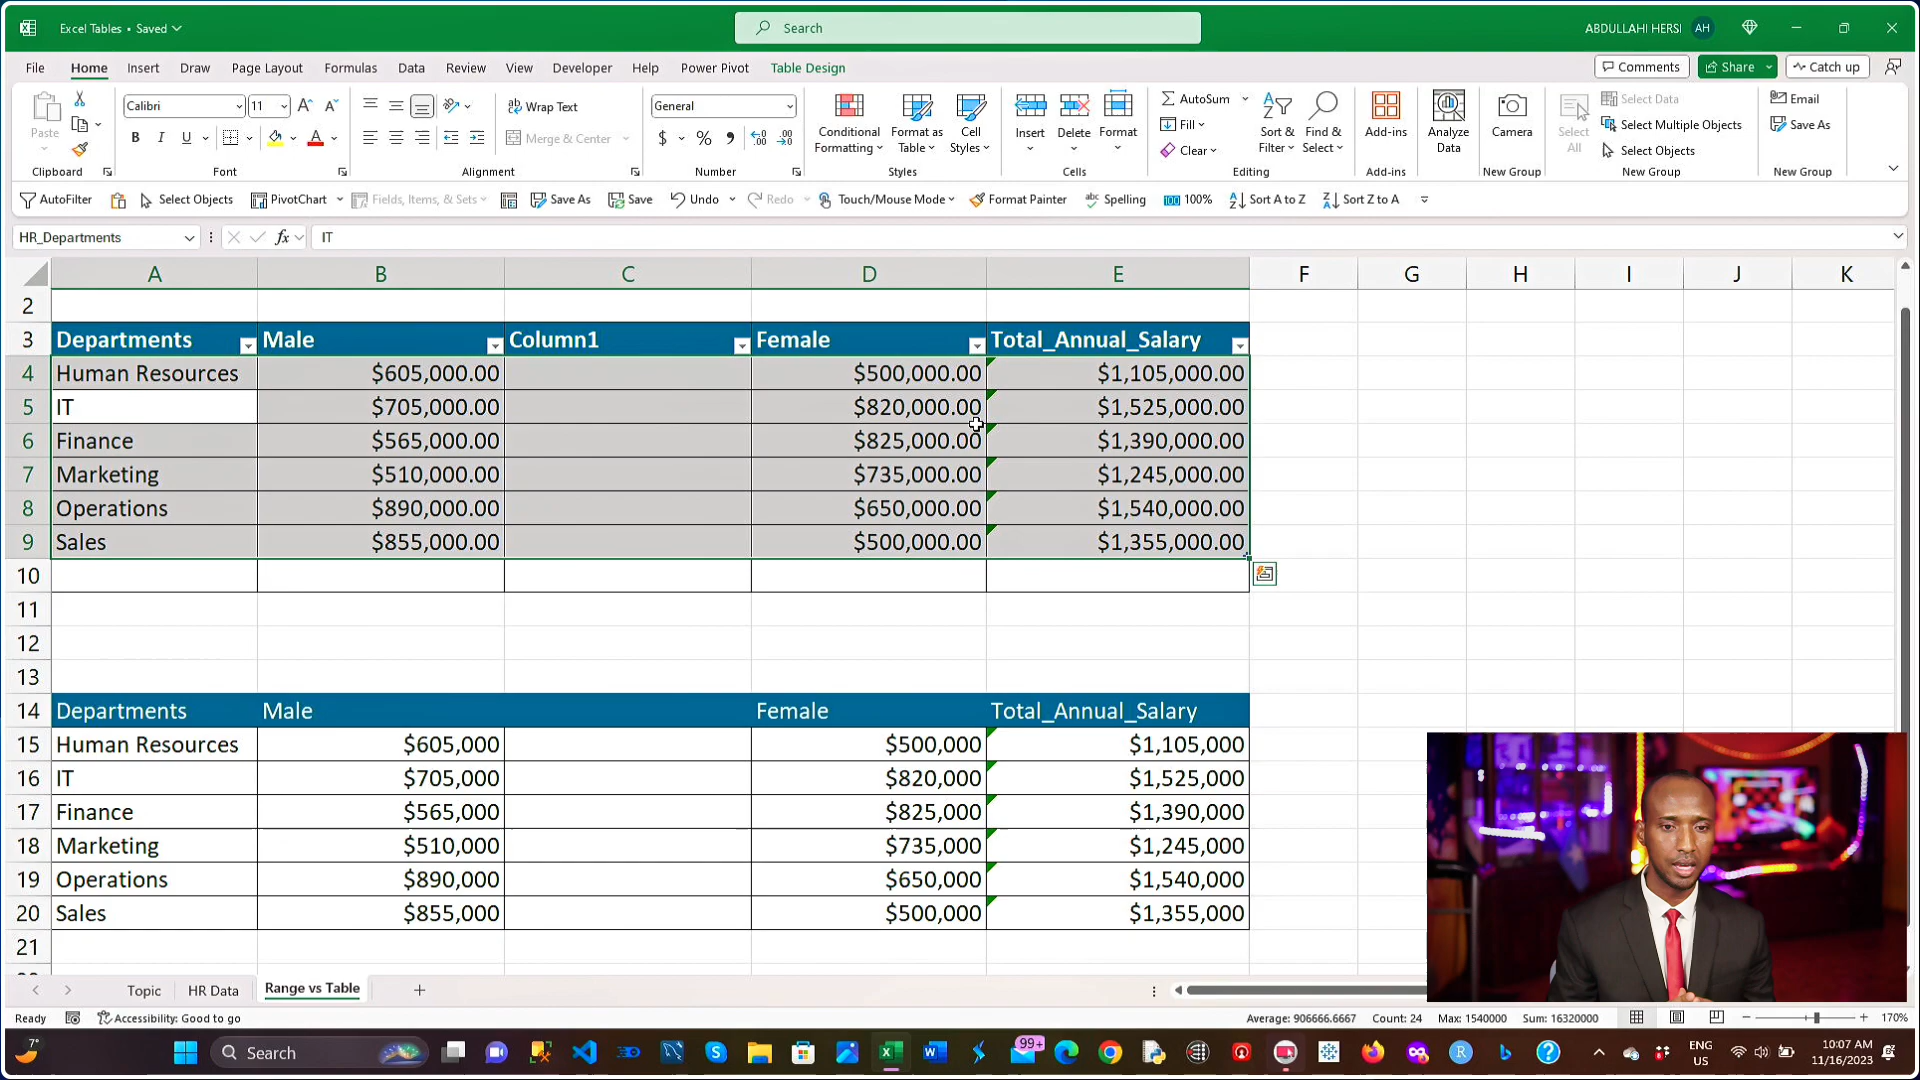 Excel Tables • Saved
Search
ABDULLAHI HERSI AH
File Home Insert Draw Page Layout Formulas Data Review View Developer Help Power Pivot Table Design
Comments Share Catch up
Paste
Clipboard
Calibri 11
B I U
Font
Wrap Text
Merge & Center
Alignment
General
$ % 
Number
Conditional Formatting
Format as Table
Cell Styles
Styles
Insert Delete Format
Cells
AutoSum
Fill
Clear
Sort & Filter
Find & Select
Editing
Add-ins
Add-ins
Analyze Data
Camera
New Group
Select All
Select Data
Select Multiple Objects
Select Objects
New Group
Email
Save As
New Group
AutoFilter Select Objects PivotChart Fields, Items, & Sets Save As Save Undo Redo Touch/Mouse Mode Format Painter Spelling 100% Sort A to Z Sort Z to A
HR_Departments fx IT
A B C D E F G H I J K
2
3 Departments Male Column1 Female Total_Annual_Salary
4 Human Resources $605,000.00 $500,000.00 $1,105,000.00
5 IT $705,000.00 $820,000.00 $1,525,000.00
6 Finance $565,000.00 $825,000.00 $1,390,000.00
7 Marketing $510,000.00 $735,000.00 $1,245,000.00
8 Operations $890,000.00 $650,000.00 $1,540,000.00
9 Sales $855,000.00 $500,000.00 $1,355,000.00
10
11
12
13
14 Departments Male Female Total_Annual_Salary
15 Human Resources $605,000 $500,000 $1,105,000
16 IT $705,000 $820,000 $1,525,000
17 Finance $565,000 $825,000 $1,390,000
18 Marketing $510,000 $735,000 $1,245,000
19 Operations $890,000 $650,000 $1,540,000
20 Sales $855,000 $500,000 $1,355,000
21
Topic HR Data Range vs Table
Ready Accessibility: Good to go Average: 906666.6667 Count: 24 Max: 1540000 Sum: 16320000 170%
7° Search 99+ ENG US 10:07 AM 11/16/2023